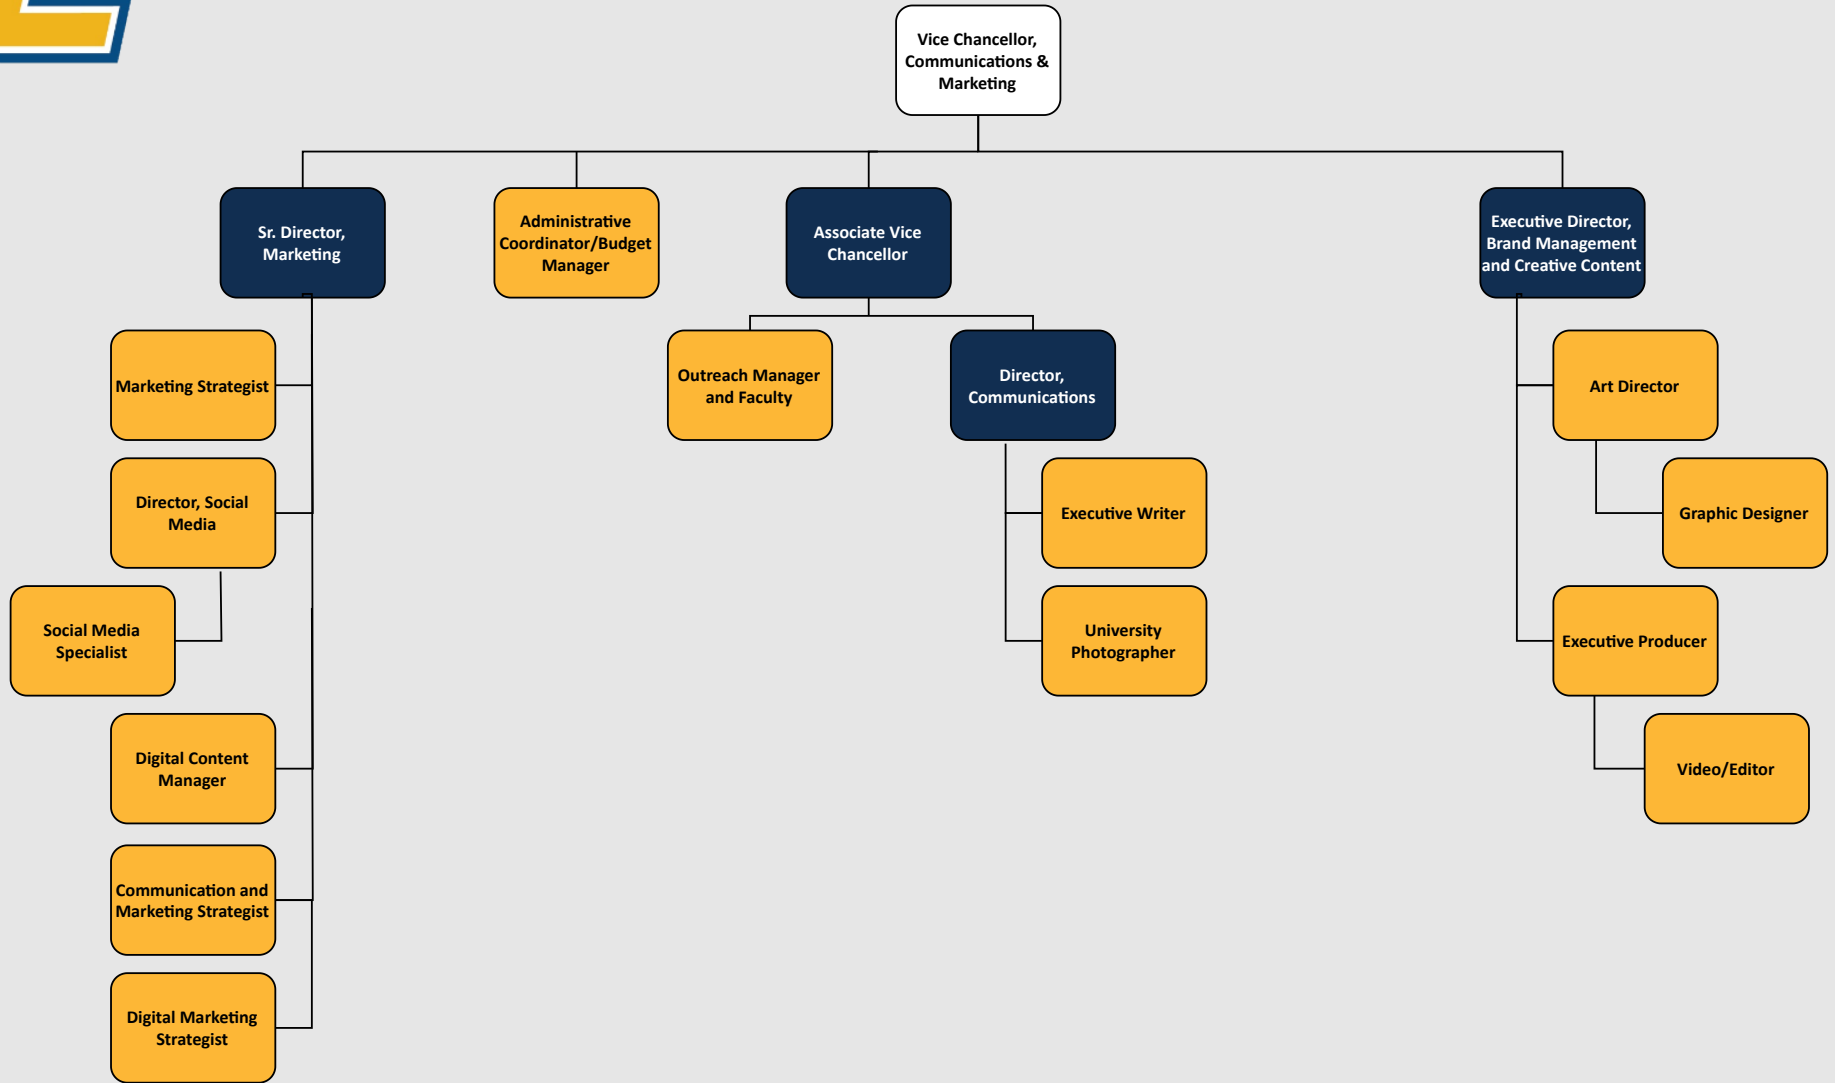 Vice Chancellor,
Communications &
Marketing
Sr. Director,
Marketing
Administrative
Coordinator/Budget
Manager
Associate Vice
Chancellor
Executive Director,
Brand Management
and Creative Content
Marketing Strategist
Outreach Manager
and Faculty
Director,
Communications
Art Director
Director, Social
Media
Executive Writer
Graphic Designer
Social Media
Specialist
University
Photographer
Executive Producer
Digital Content
Manager
Video/Editor
Communication and
Marketing Strategist
Digital Marketing
Strategist